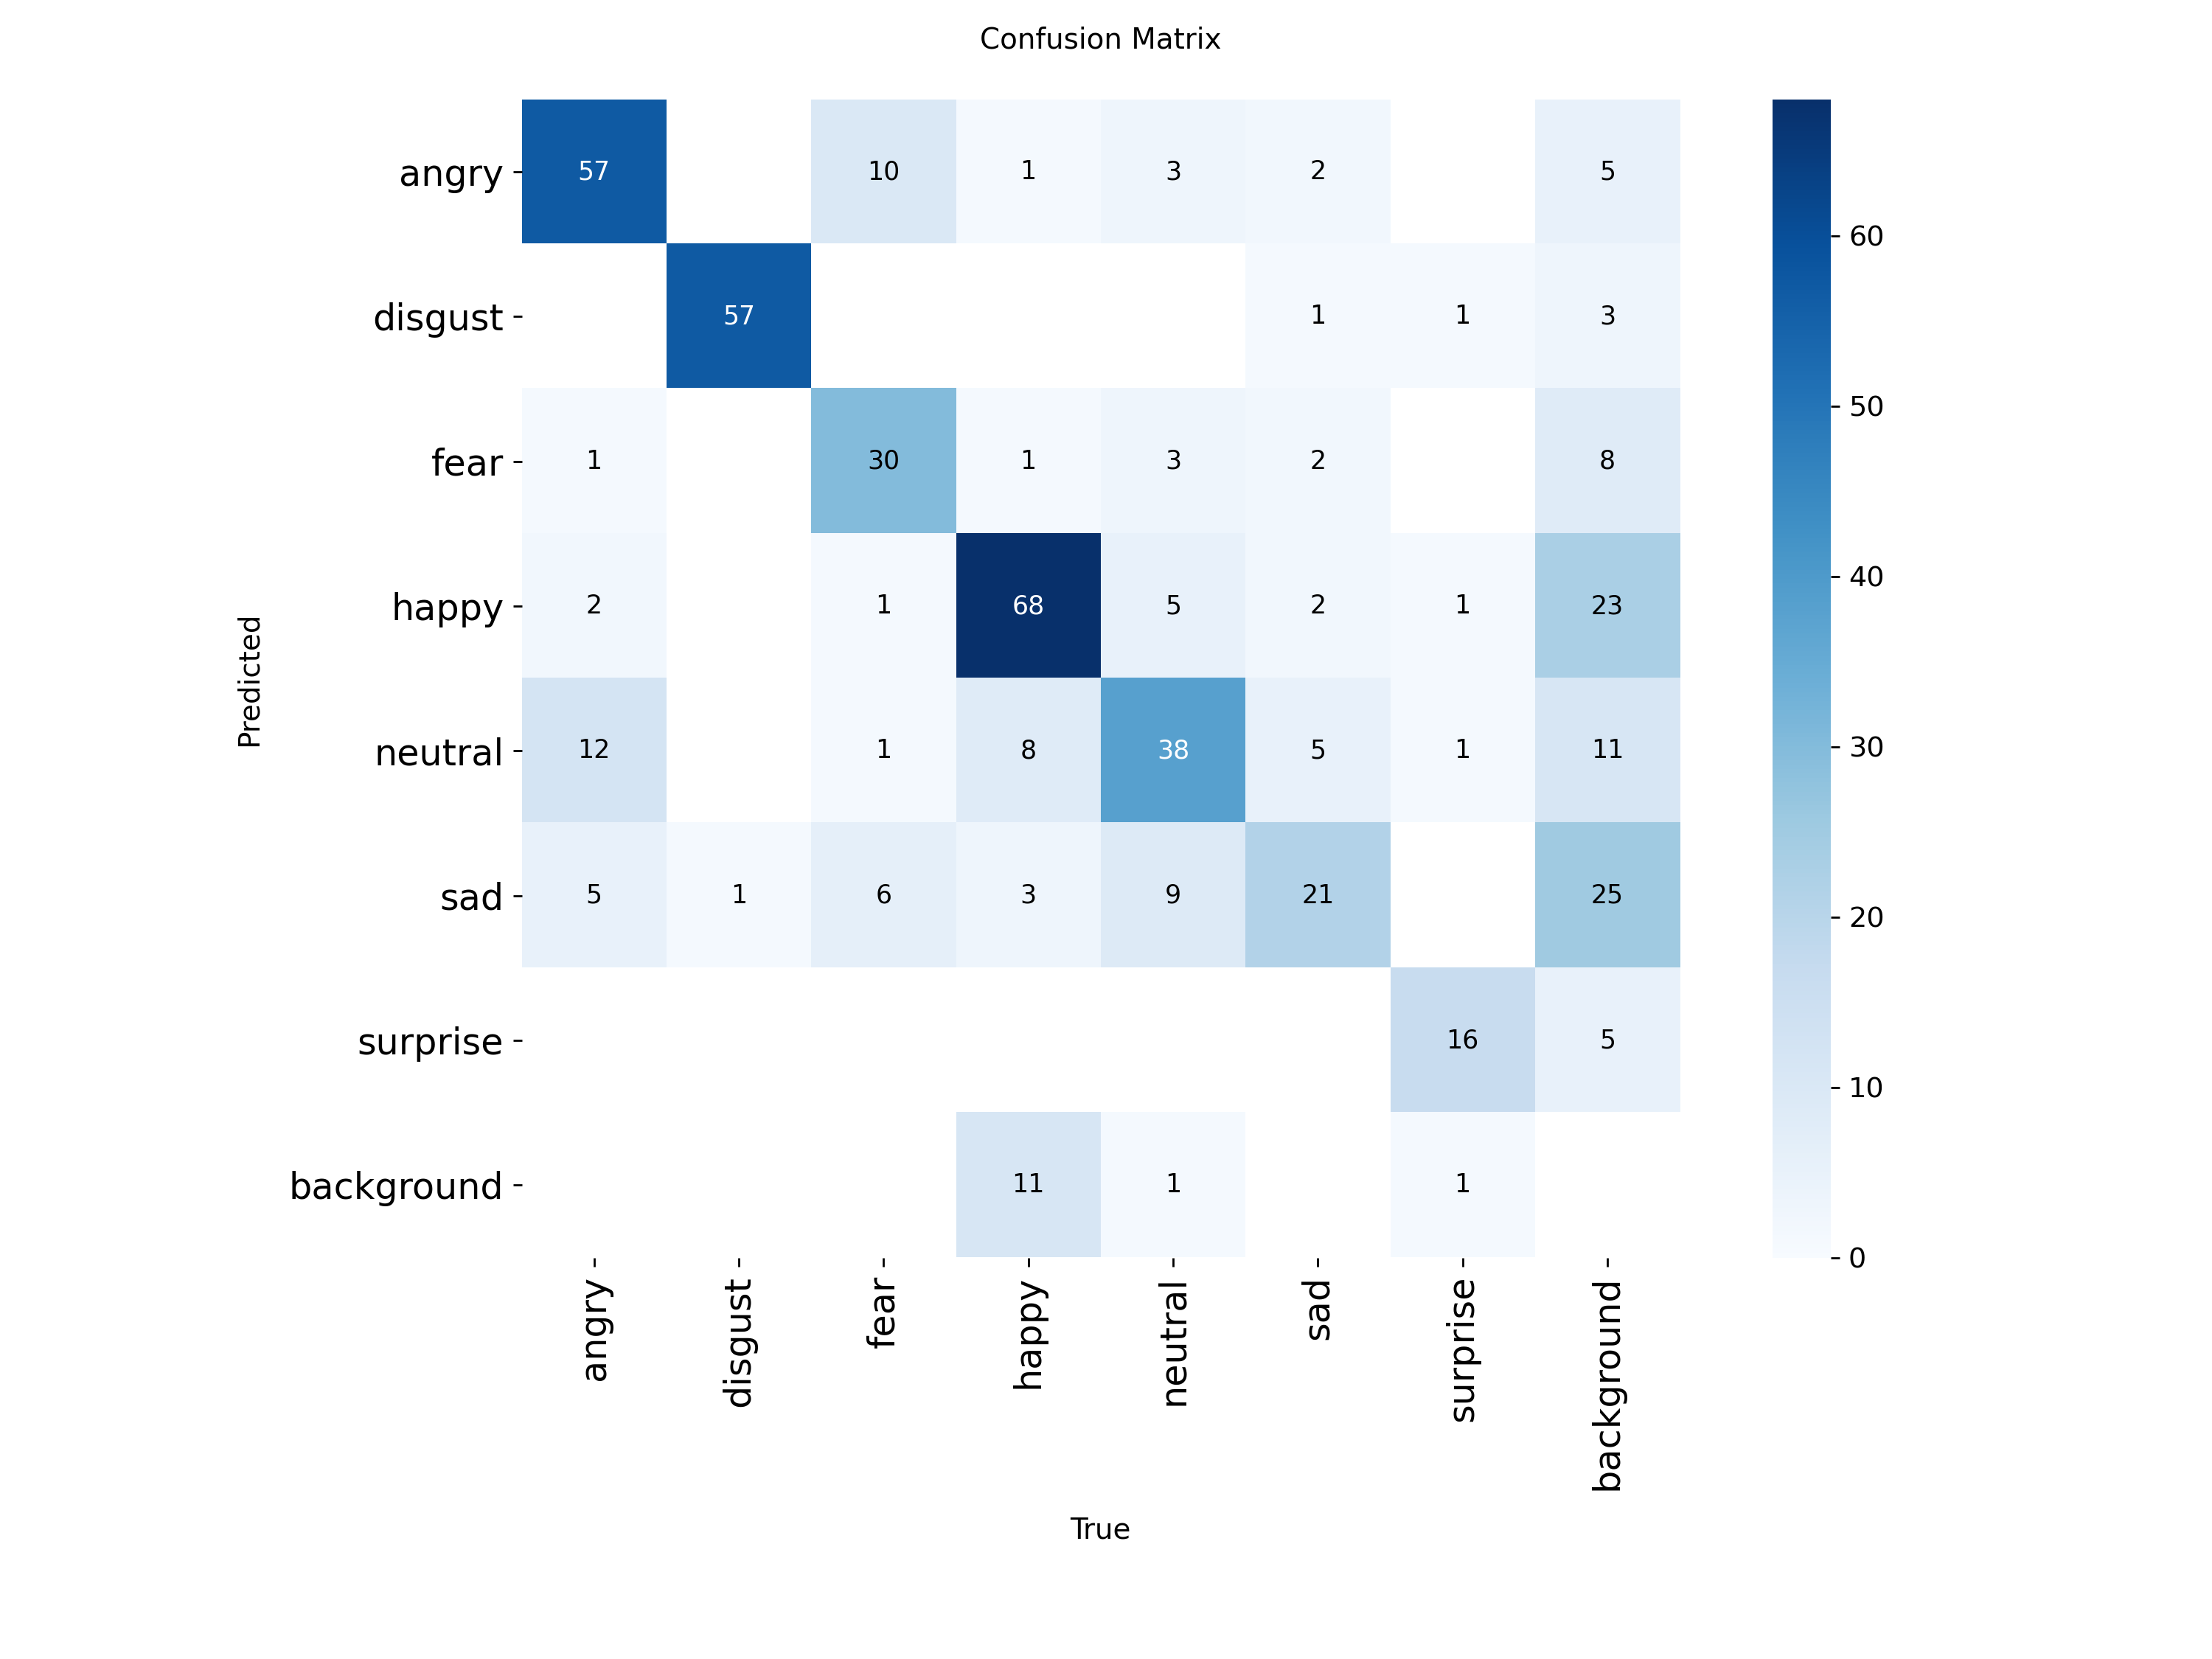 Confusion Matrix
angry 57 10 1 3 2 5
disgust 57 1 1 3
fear 1 30 1 3 2 8
happy 2 1 68 5 2 1 23
neutral 12 1 8 38 5 1 11
sad 5 1 6 3 9 21 25
surprise 16 5
background 11 1 1
Predicted
angry disgust fear happy neutral sad surprise background
True
60
50
40
30
20
10
0